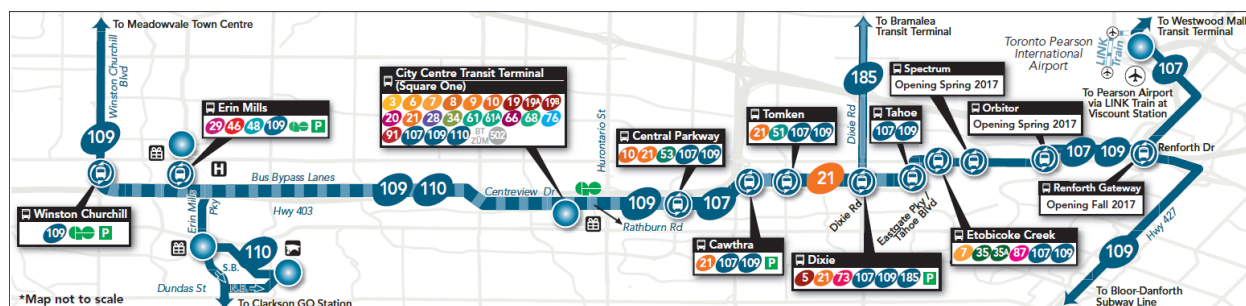 To Meadowvale Town Centre
Winston Churchill
Blvd
109
Winston Churchill
109 GO P
Erin Mills
29 46 48 109 GO P
H
Bus Bypass Lanes
Hwy 403
Erin Mills
Pkwy
110
S.B.
N.B.
Dundas St
To Clarkson GO Station
*Map not to scale
109 110
City Centre Transit Terminal
(Square One)
3 6 7 8 9 10 19 19A 19B
20 21 28 34 61 61A 66 68 76
91 107 109 110 BT ZÜM 502
Centreview Dr
GO
Hurontario St
Rathburn Rd
109
Central Parkway
10 21 53 107 109
107
Cawthra
21 107 109 P
Tomken
21 51 107 109
21
To Bramalea
Transit Terminal
185
Dixie Rd
Dixie Rd
Dixie
5 21 73 107 109 185 P
Tahoe
107 109
Eastgate Pky
Tahoe Blvd
Spectrum
Opening Spring 2017
Etobicoke Creek
7 35 35A 87 107 109
Orbitor
Opening Spring 2017
107 109
Renforth Dr
Renforth Gateway
Opening Fall 2017
Toronto Pearson
International
Airport
LINK
Train
To Westwood Mall
Transit Terminal
107
To Pearson Airport
via LINK Train at
Viscount Station
Hwy 427
109
To Bloor-Danforth
Subway Line